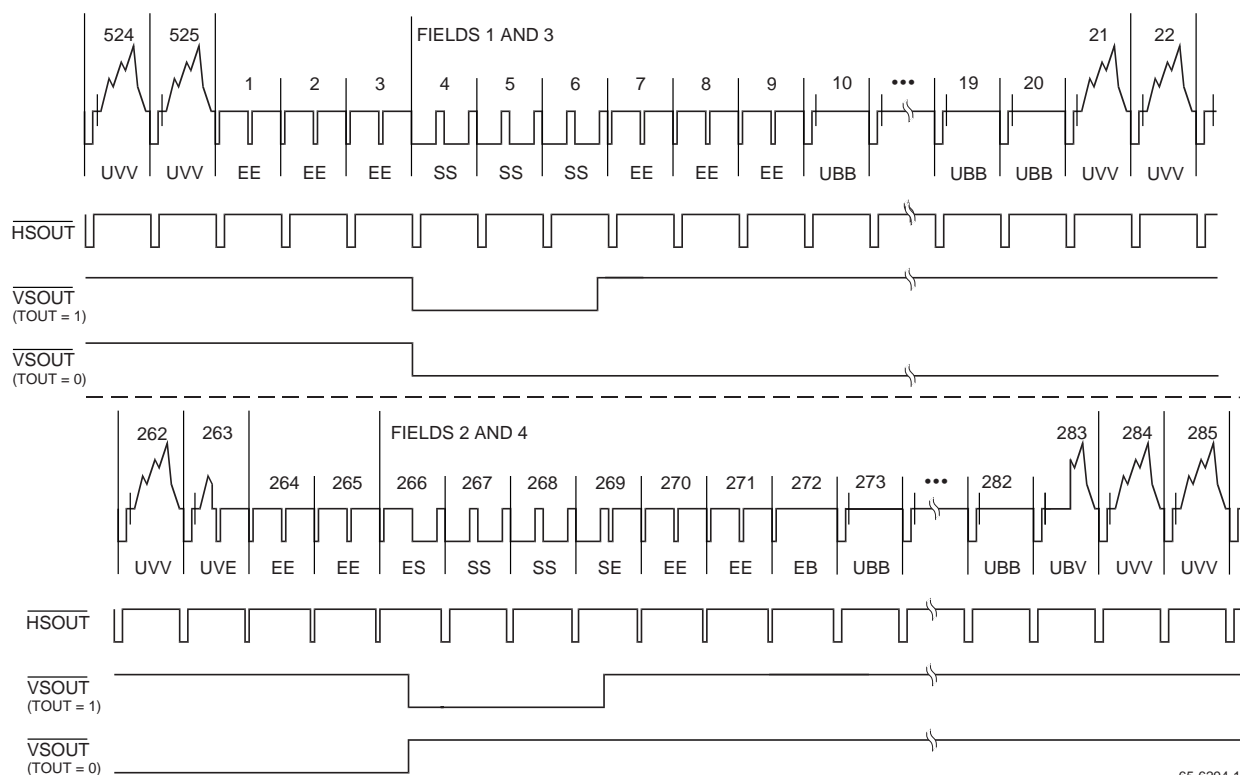 524 525 FIELDS 1 AND 3 21 22
1 2 3 4 5 6 7 8 9 10 ••• 19 20
UVV UVV EE EE EE SS SS SS EE EE EE UBB UBB UBB UVV UVV
HSOUT
VSOUT
(TOUT = 1)
VSOUT
(TOUT = 0)
262 263 FIELDS 2 AND 4 283 284 285
264 265 266 267 268 269 270 271 272 273 ••• 282
UVV UVE EE EE ES SS SS SE EE EE EB UBB UBB UBV UVV UVV
HSOUT
VSOUT
(TOUT = 1)
VSOUT
(TOUT = 0)